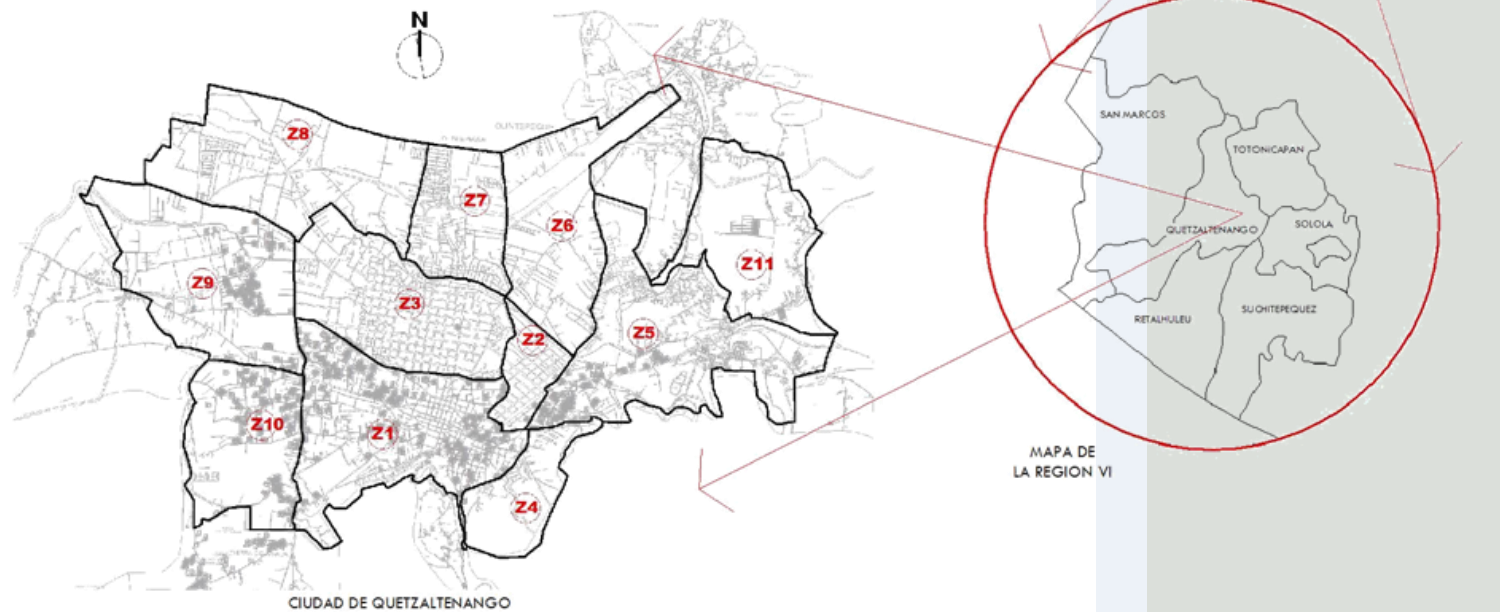 N
Z8
Z7
Z6
Z11
Z9
Z3
Z2
Z5
Z10
Z1
Z4
CIUDAD DE QUETZALTENANGO
SAN MARCOS
TOTONICAPAN
QUETZALTENANGO
SOLOLA
RETALHULEU
SUCHITEPEQUEZ
MAPA DE
LA REGION VI